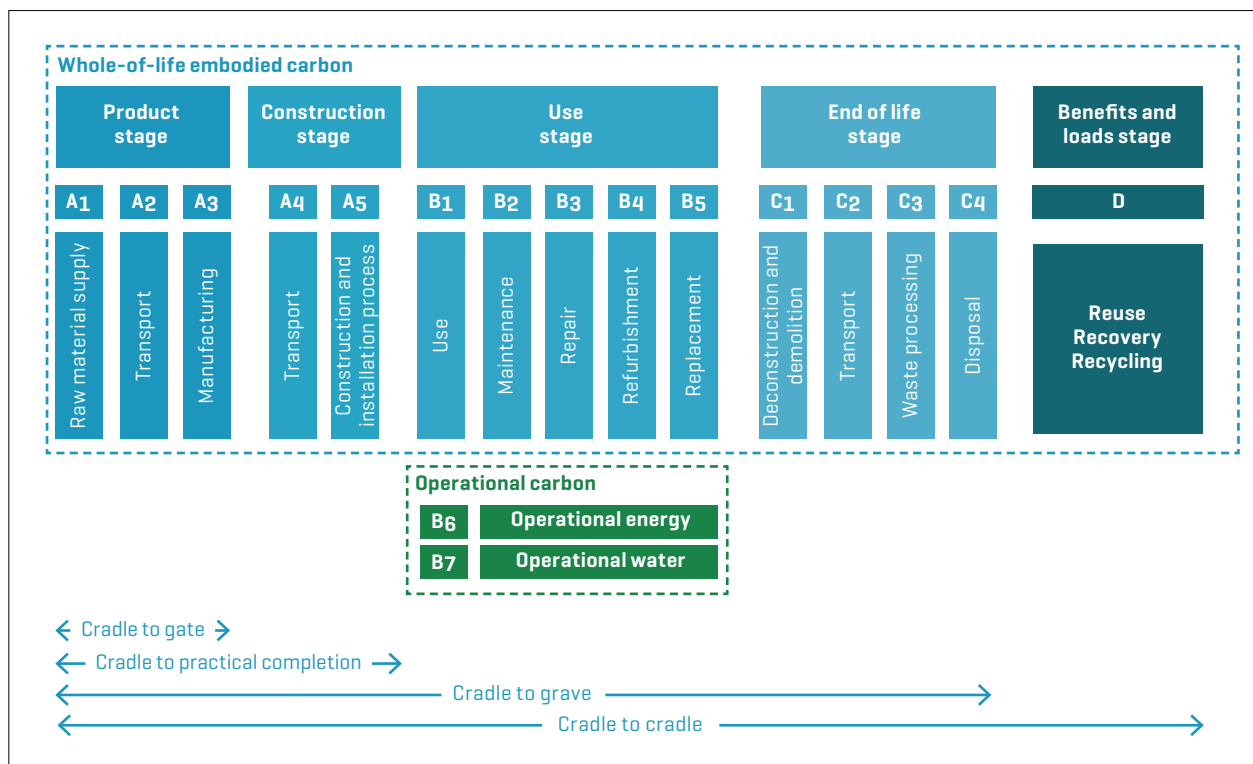 Whole-of-life embodied carbon
Product
stage
Construction
stage
Use
stage
End of life
stage
Benefits and
loads stage
A1
A2
A3
A4
A5
B1
B2
B3
B4
B5
C1
C2
C3
C4
D
Raw material supply
Transport
Manufacturing
Transport
Construction and
installation process
Use
Maintenance
Repair
Refurbishment
Replacement
Deconstruction and
demolition
Transport
Waste processing
Disposal
Reuse
Recovery
Recycling
Operational carbon
B6 Operational energy
B7 Operational water
Cradle to gate
Cradle to practical completion
Cradle to grave
Cradle to cradle